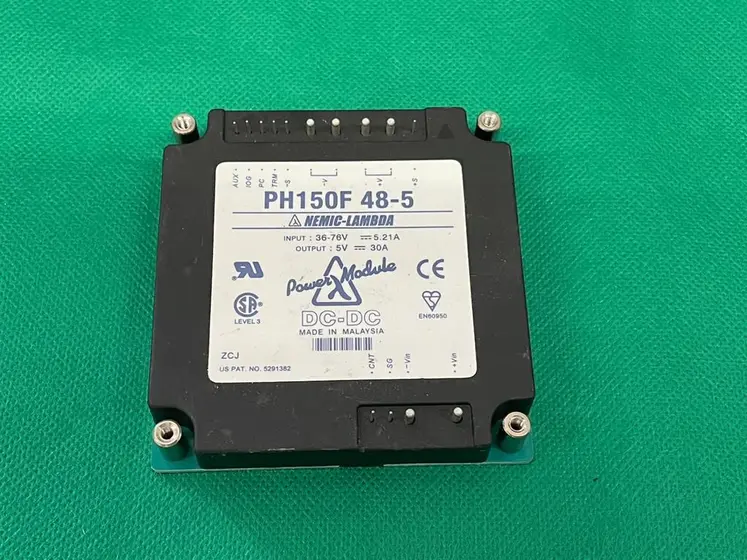 AUX
IOG
PC
TRM
-S
-V
+V
+S
PH150F 48-5
NEMIC-LAMBDA
INPUT : 36-76V ⎓ 5.21A
OUTPUT : 5V ⎓ 30A
Power Module
DC-DC
MADE IN MALAYSIA
SA
LEVEL 3
CE
EN60950
ZCJ
US PAT. NO. 5291382
CNT
SG
-Vin
+Vin